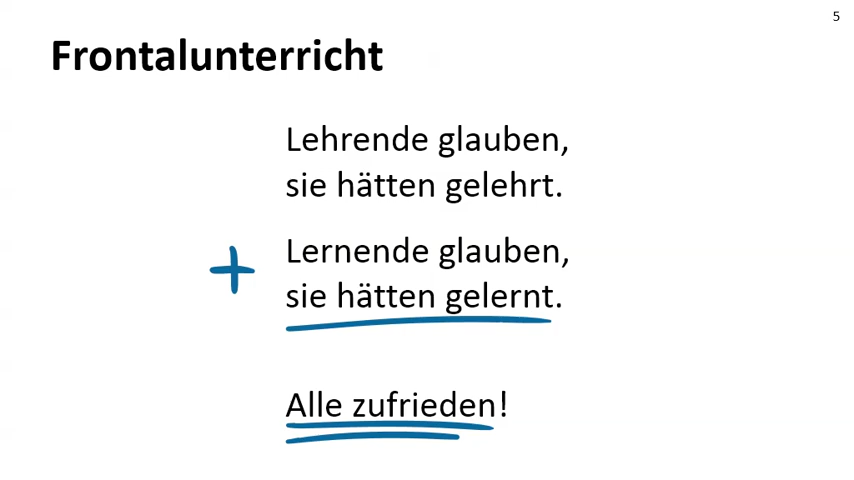 5
Frontalunterricht
Lehrende glauben,
sie hätten gelehrt.
+ Lernende glauben,
sie hätten gelernt.
Alle zufrieden!